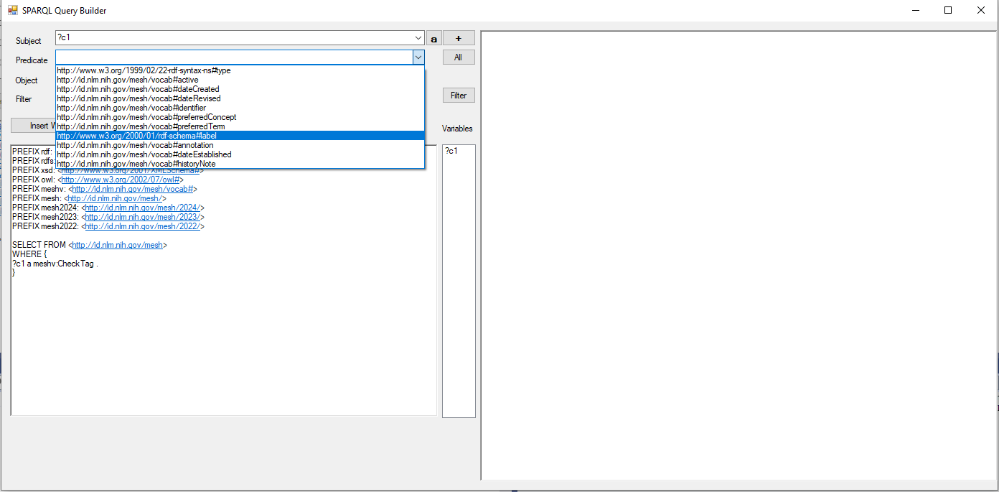 SPARQL Query Builder
Subject
?c1
a
+
Predicate
All
http://www.w3.org/1999/02/22-rdf-syntax-ns#type
http://id.nlm.nih.gov/mesh/vocab#active
http://id.nlm.nih.gov/mesh/vocab#dateCreated
http://id.nlm.nih.gov/mesh/vocab#dateRevised
http://id.nlm.nih.gov/mesh/vocab#identifier
http://id.nlm.nih.gov/mesh/vocab#preferredConcept
http://id.nlm.nih.gov/mesh/vocab#preferredTerm
http://www.w3.org/2000/01/rdf-schema#label
http://id.nlm.nih.gov/mesh/vocab#annotation
http://id.nlm.nih.gov/mesh/vocab#dateEstablished
http://id.nlm.nih.gov/mesh/vocab#historyNote
Object
Filter
Filter
Insert
Variables
?c1
PREFIX rdf:
PREFIX rdfs:
PREFIX xsd: <http://www.w3.org/2001/XMLSchema#>
PREFIX owl: <http://www.w3.org/2002/07/owl#>
PREFIX meshv: <http://id.nlm.nih.gov/mesh/vocab#>
PREFIX mesh: <http://id.nlm.nih.gov/mesh/>
PREFIX mesh2024: <http://id.nlm.nih.gov/mesh/2024/>
PREFIX mesh2023: <http://id.nlm.nih.gov/mesh/2023/>
PREFIX mesh2022: <http://id.nlm.nih.gov/mesh/2022/>
SELECT FROM <http://id.nlm.nih.gov/mesh>
WHERE {
?c1 a meshv:CheckTag .
}